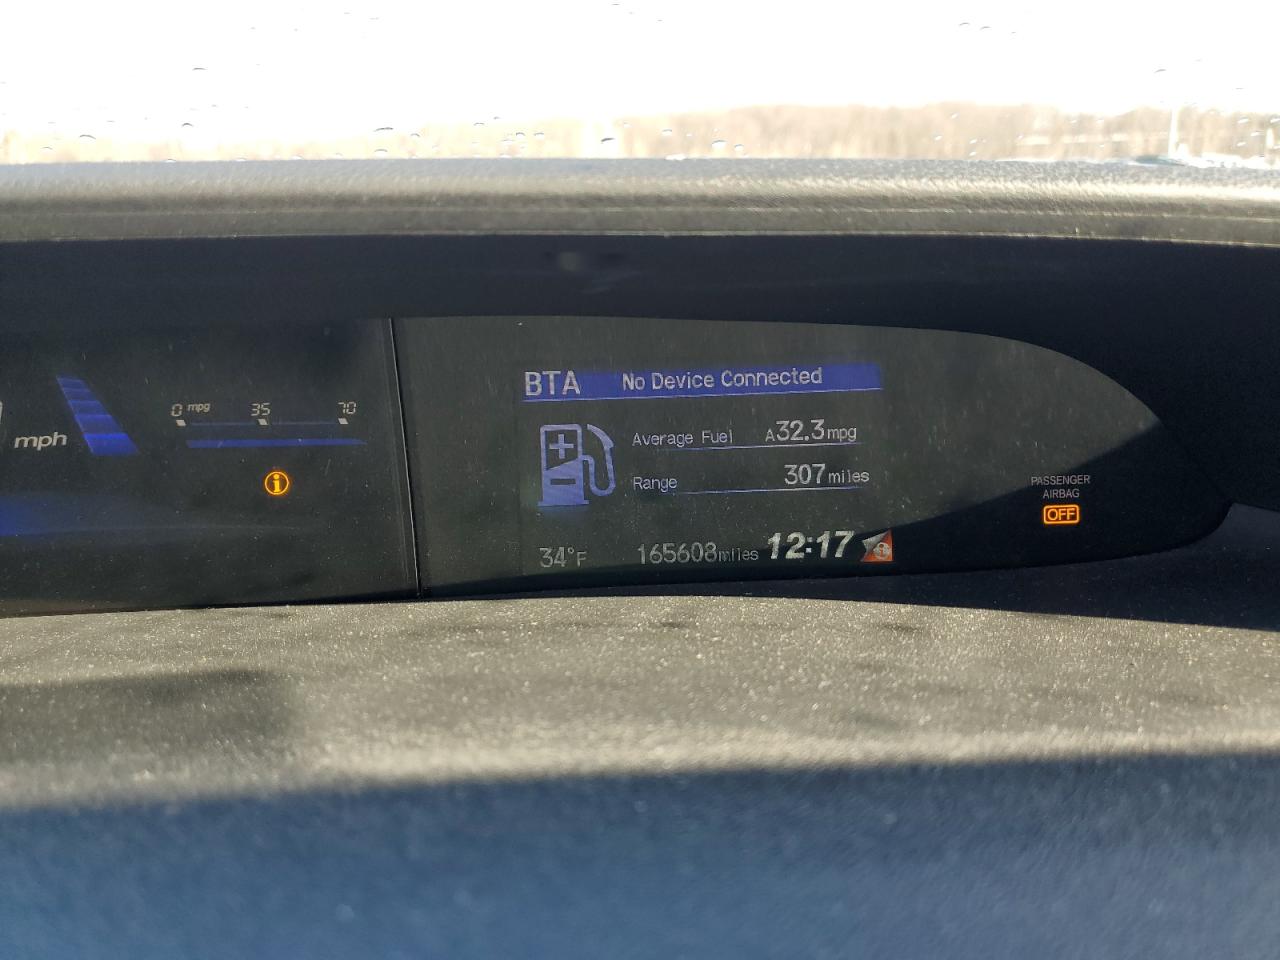 BTA No Device Connected
mph
0 mpg 35 70
Average Fuel A32.3mpg
Range 307miles
PASSENGER
AIRBAG
OFF
34°F 165608miles 12:17